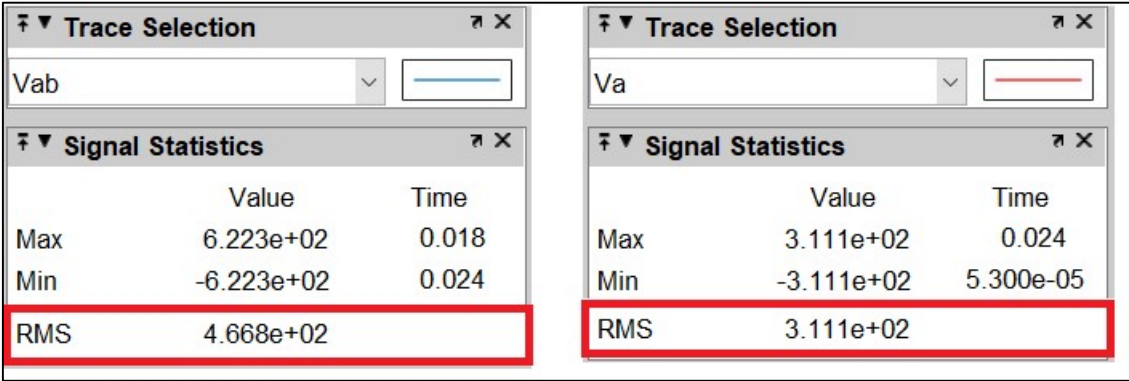 Trace Selection
Vab
Signal Statistics
Value Time
Max 6.223e+02 0.018
Min -6.223e+02 0.024
RMS 4.668e+02
Trace Selection
Va
Signal Statistics
Value Time
Max 3.111e+02 0.024
Min -3.111e+02 5.300e-05
RMS 3.111e+02